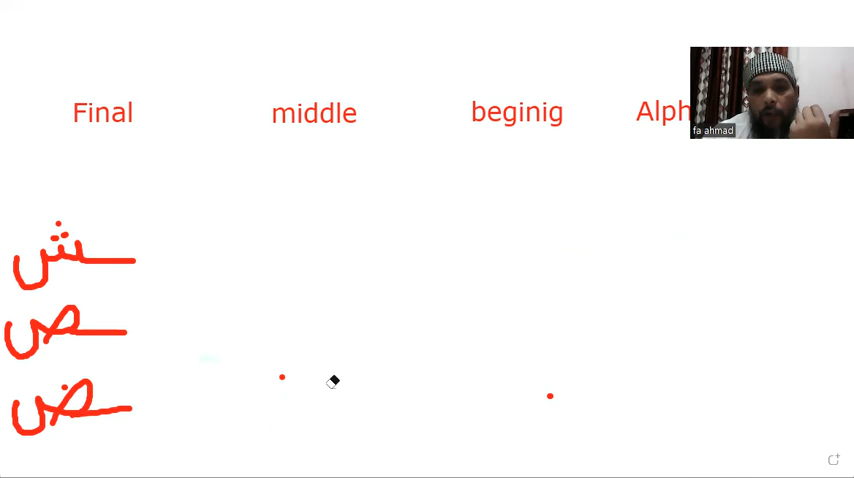 Final middle beginig Alph
fa ahmad
ـش
ـص
ـض